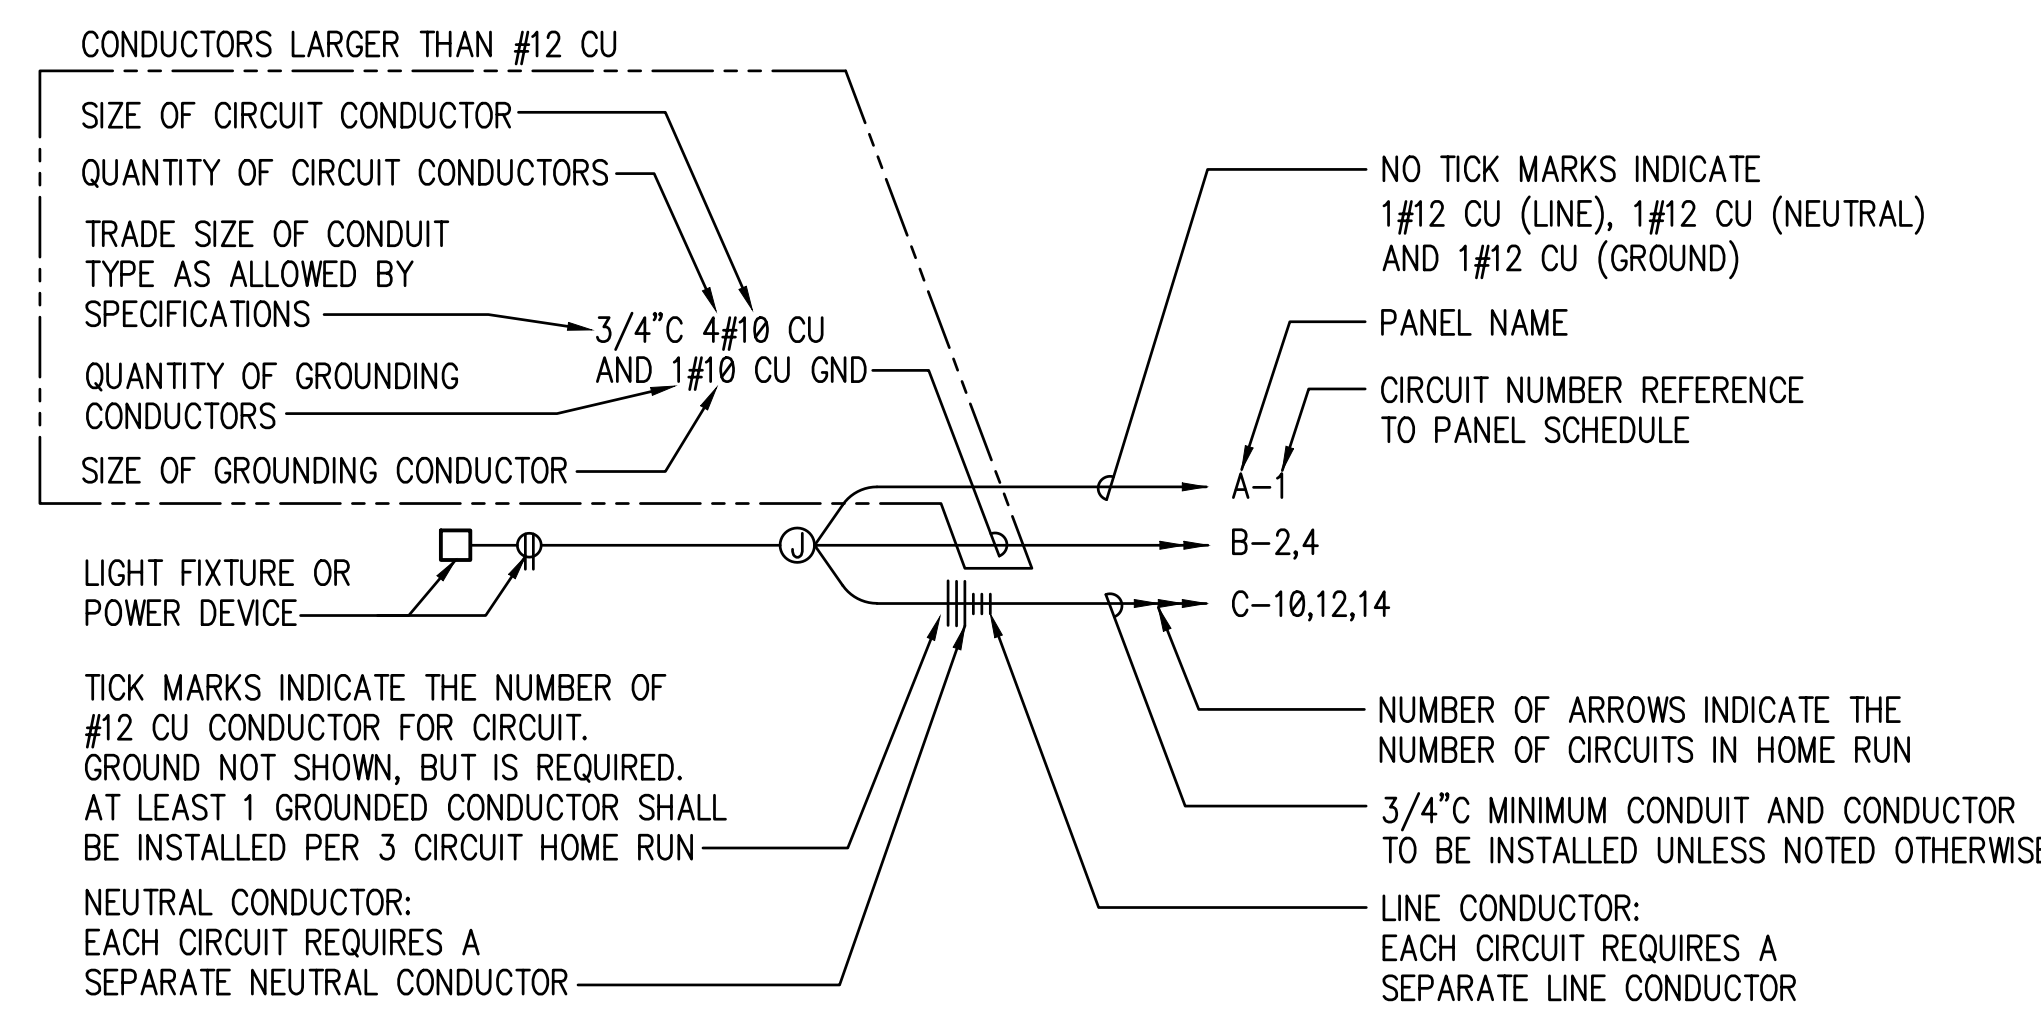 CONDUCTORS LARGER THAN #12 CU
SIZE OF CIRCUIT CONDUCTOR
QUANTITY OF CIRCUIT CONDUCTORS
TRADE SIZE OF CONDUIT
TYPE AS ALLOWED BY
SPECIFICATIONS
3/4"C 4#10 CU
AND 1#10 CU GND
QUANTITY OF GROUNDING
CONDUCTORS
SIZE OF GROUNDING CONDUCTOR
NO TICK MARKS INDICATE
1#12 CU (LINE), 1#12 CU (NEUTRAL)
AND 1#12 CU (GROUND)
PANEL NAME
CIRCUIT NUMBER REFERENCE
TO PANEL SCHEDULE
A-1
J
B-2,4
C-10,12,14
LIGHT FIXTURE OR
POWER DEVICE
TICK MARKS INDICATE THE NUMBER OF
#12 CU CONDUCTOR FOR CIRCUIT.
GROUND NOT SHOWN, BUT IS REQUIRED.
AT LEAST 1 GROUNDED CONDUCTOR SHALL
BE INSTALLED PER 3 CIRCUIT HOME RUN
NEUTRAL CONDUCTOR:
EACH CIRCUIT REQUIRES A
SEPARATE NEUTRAL CONDUCTOR
NUMBER OF ARROWS INDICATE THE
NUMBER OF CIRCUITS IN HOME RUN
3/4"C MINIMUM CONDUIT AND CONDUCTOR
TO BE INSTALLED UNLESS NOTED OTHERWISE
LINE CONDUCTOR:
EACH CIRCUIT REQUIRES A
SEPARATE LINE CONDUCTOR